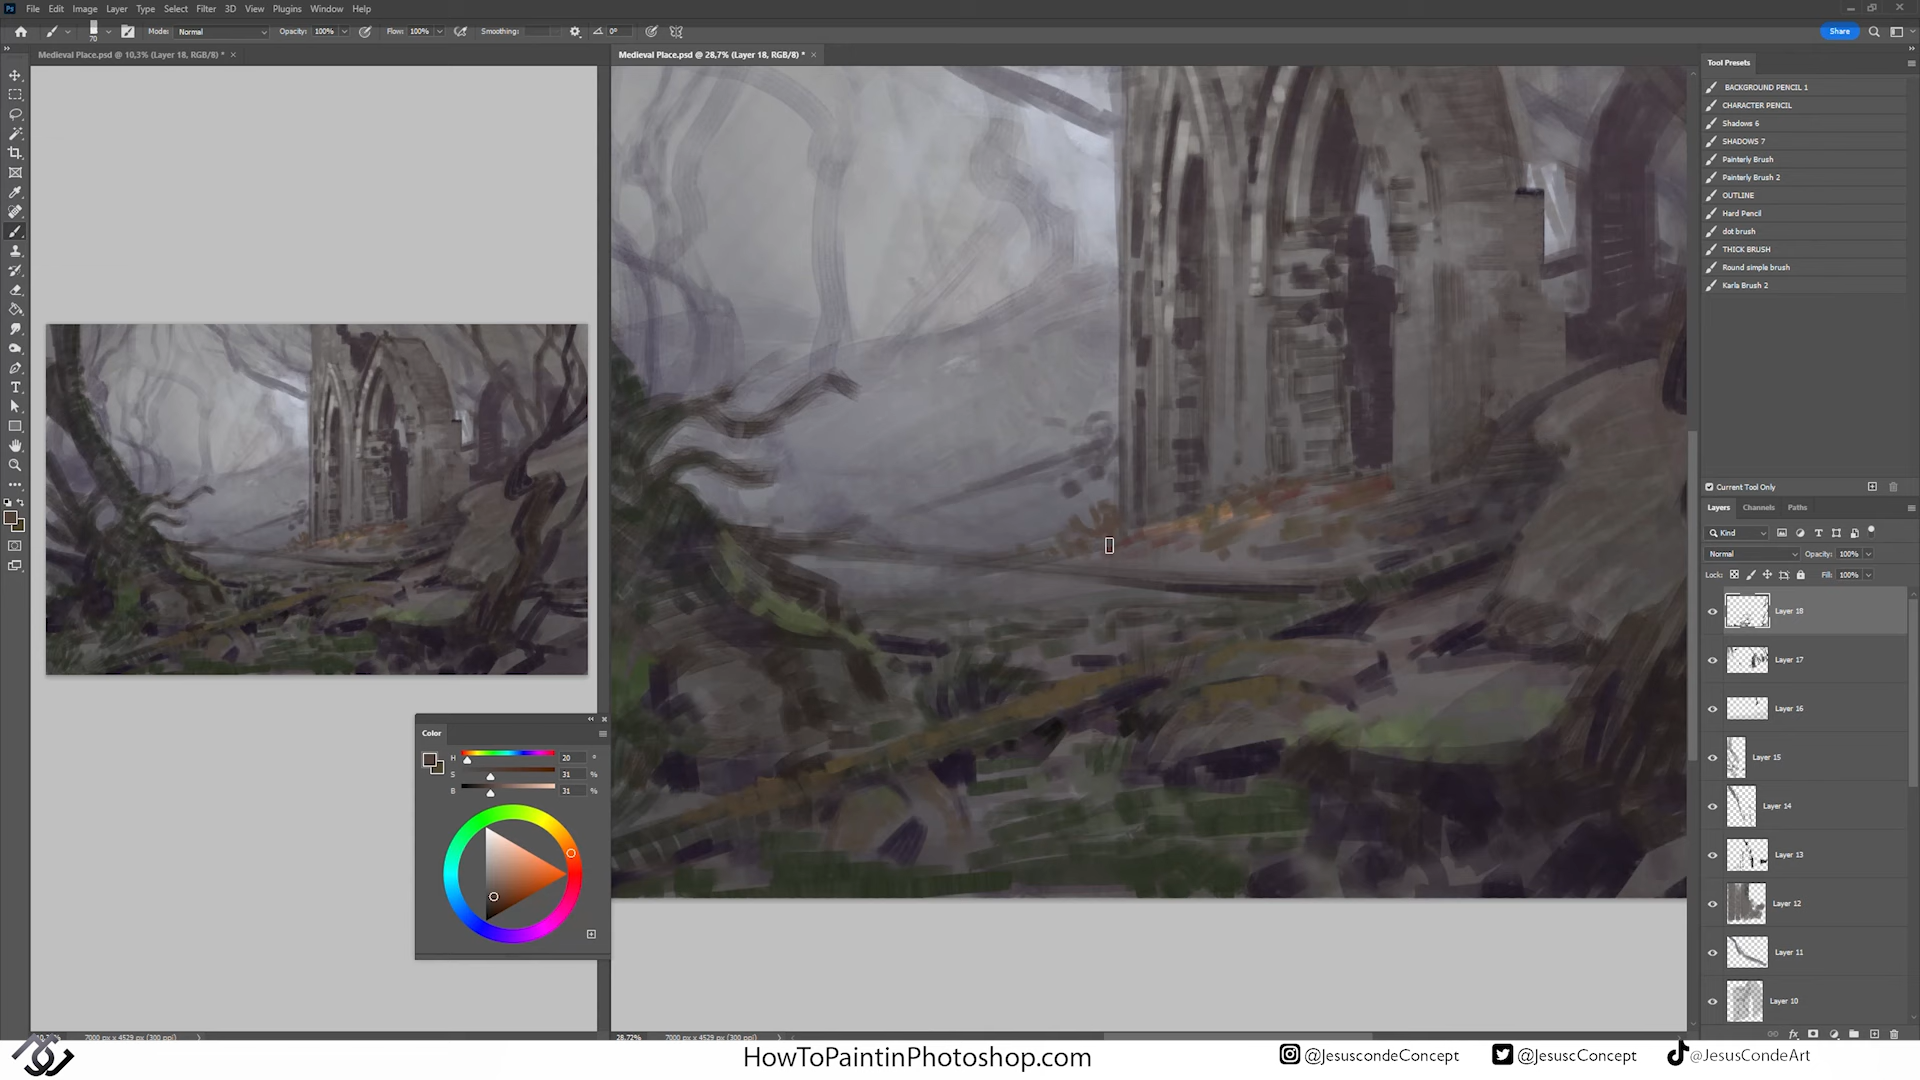 Ps File Edit Image Layer Type Select Filter 3D View Plugins Window Help
70 Mode: Normal Opacity: 100% Flow: 100% Smoothing: 0° Share
Medieval Place.psd @ 10,3% (Layer 18, RGB/8) * ×
Medieval Place.psd @ 28,7% (Layer 18, RGB/8) * ×
Tool Presets
BACKGROUND PENCIL 1
CHARACTER PENCIL
Shadows 6
SHADOWS 7
Painterly Brush
Painterly Brush 2
OUTLINE
Hard Pencil
dot brush
THICK BRUSH
Round simple brush
Karla Brush 2
Current Tool Only
Layers Channels Paths
Kind
Normal Opacity: 100%
Lock: Fill: 100%
Layer 18
Layer 17
Layer 16
Layer 15
Layer 14
Layer 13
Layer 12
Layer 11
Layer 10
fx
Color
H 20 °
S 31 %
B 31 %
7000 px x 4529 px (300 ppi)
28,72% 7000 px x 4529 px (300 ppi)
HowToPaintinPhotoshop.com
@JesuscondeConcept
@JesuscConcept
@JesusCondeArt